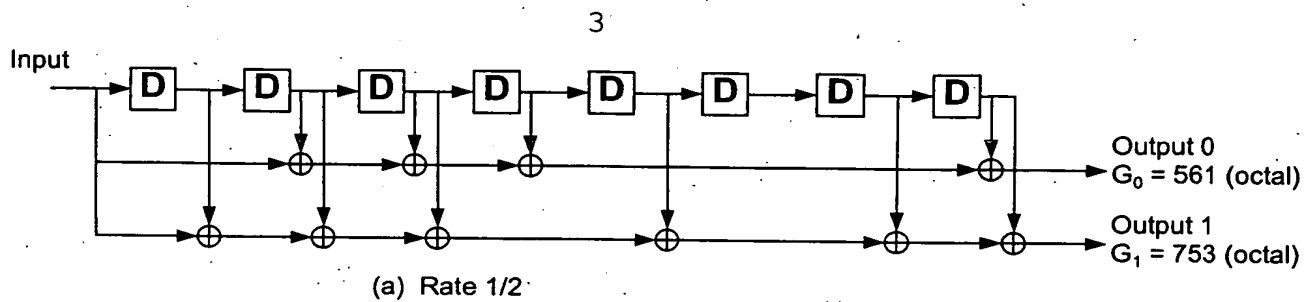 3
Input
D D D D D D D D
Output 0
G₀ = 561 (octal)
Output 1
G₁ = 753 (octal)
(a) Rate 1/2